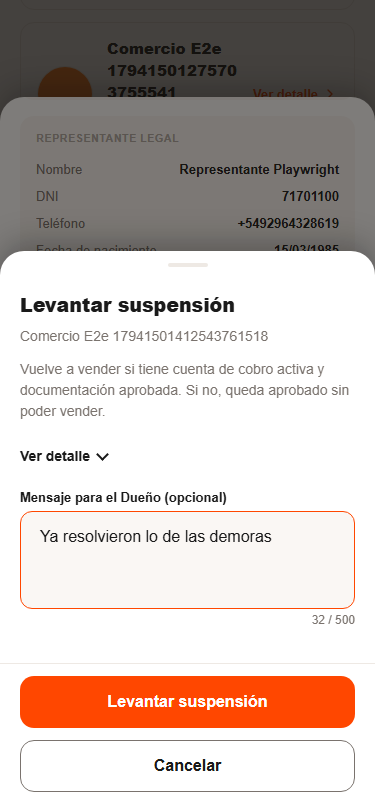 Comercio E2e
1794150127570
3755541
Ver detalle
REPRESENTANTE LEGAL
Nombre Representante Playwright
DNI 71701100
Teléfono +5492964328619
Fecha de nacimiento 15/03/1985
Levantar suspensión
Comercio E2e 17941501412543761518
Vuelve a vender si tiene cuenta de cobro activa y
documentación aprobada. Si no, queda aprobado sin
poder vender.
Ver detalle
Mensaje para el Dueño (opcional)
Ya resolvieron lo de las demoras
32 / 500
Levantar suspensión
Cancelar